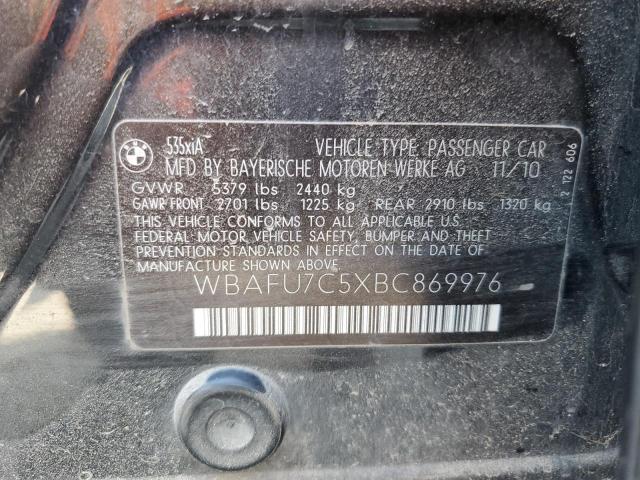 BMW
535xiA VEHICLE TYPE: PASSENGER CAR
MFD BY BAYERISCHE MOTOREN WERKE AG 11/10
GVWR 5379 lbs 2440 kg
GAWR FRONT 2701 lbs 1225 kg REAR 2910 lbs 1320 kg
THIS VEHICLE CONFORMS TO ALL APPLICABLE U.S.
FEDERAL MOTOR VEHICLE SAFETY, BUMPER AND THEFT
PREVENTION STANDARDS IN EFFECT ON THE DATE
OF MANUFACTURE SHOWN ABOVE:
WBAFU7C5XBC869976
2 122 606